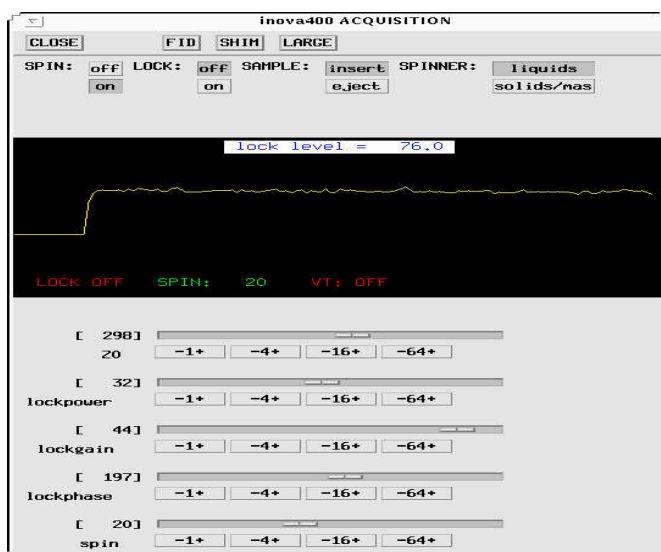 inova400 ACQUISITION
CLOSE FID SHIM LARGE
SPIN: off LOCK: off SAMPLE: insert SPINNER: liquids
on on eject solids/mas
lock level = 76.0
LOCK OFF SPIN: 20 VT: OFF
[ 298]
Z0 -1+ -4+ -16+ -64+
[ 32]
lockpower -1+ -4+ -16+ -64+
[ 44]
lockgain -1+ -4+ -16+ -64+
[ 197]
lockphase -1+ -4+ -16+ -64+
[ 20]
spin -1+ -4+ -16+ -64+